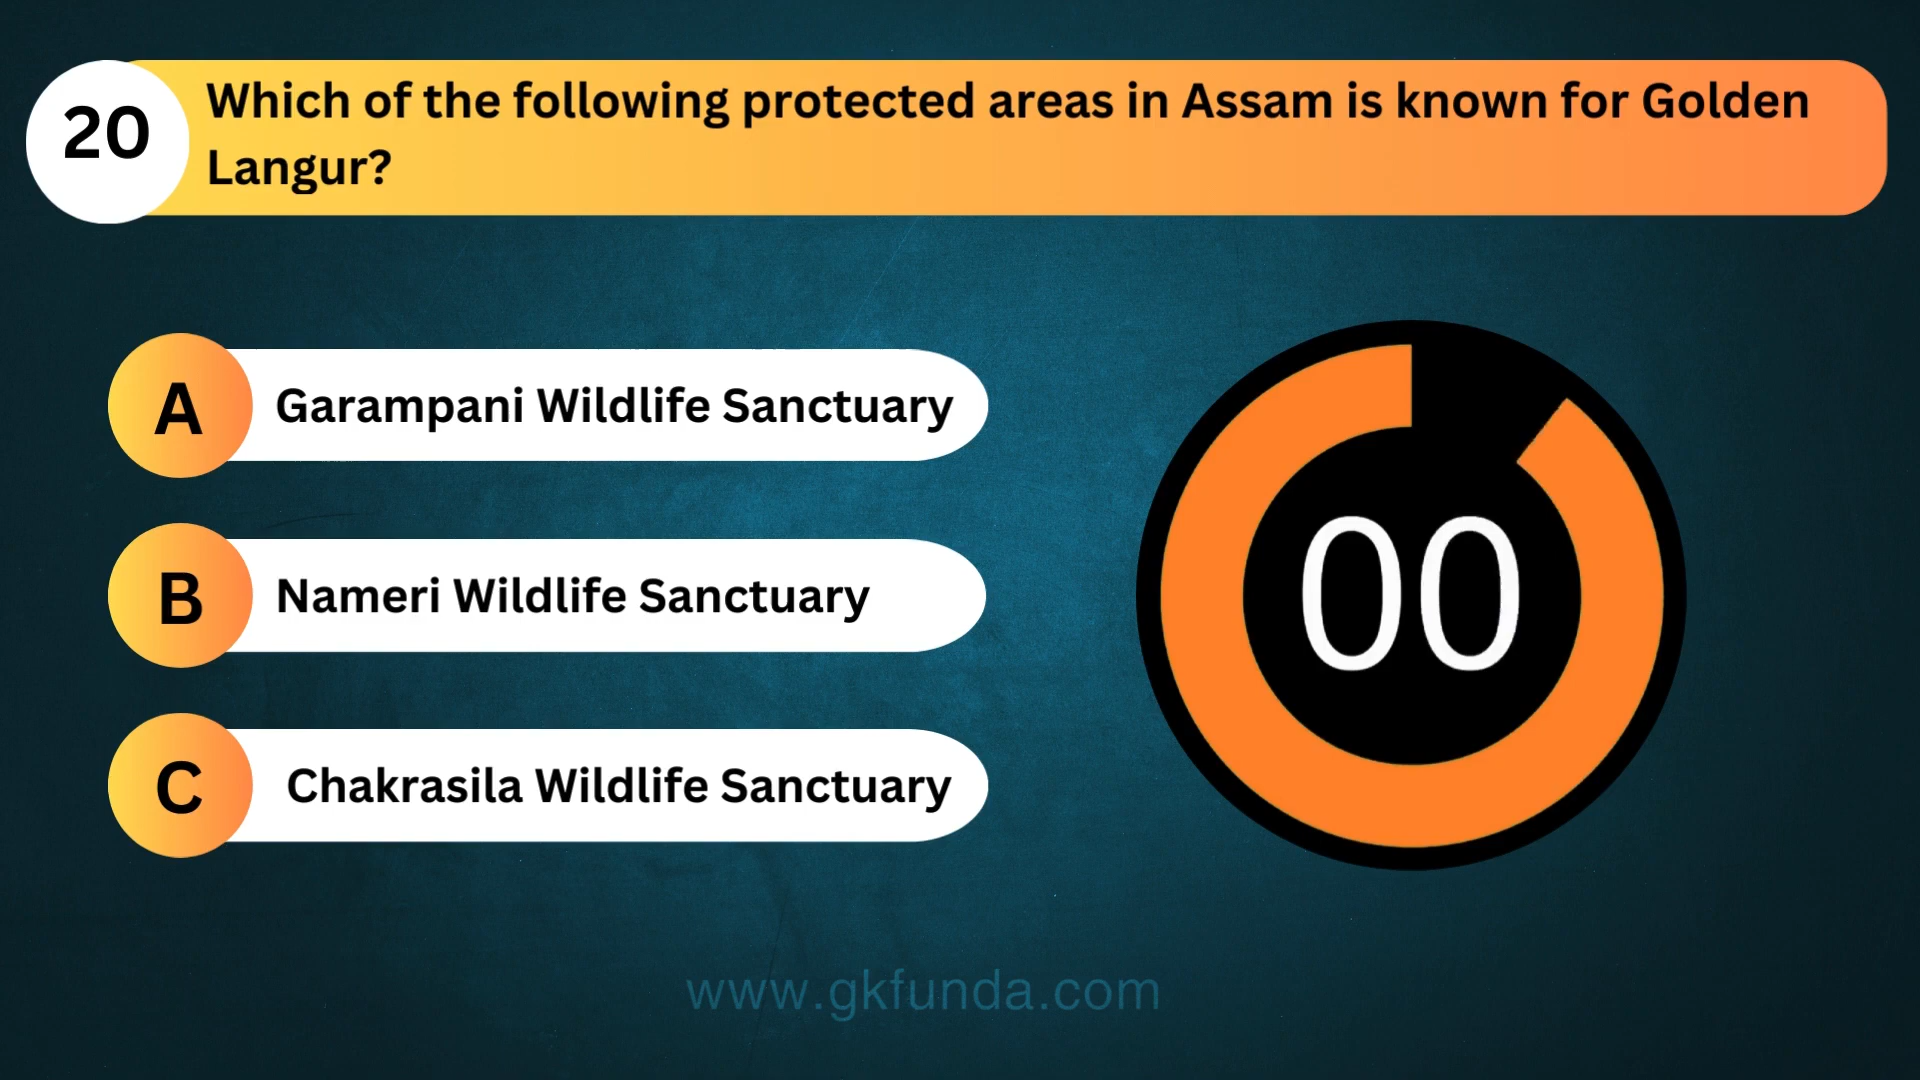 20
Which of the following protected areas in Assam is known for Golden
Langur?
A
Garampani Wildlife Sanctuary
B
Nameri Wildlife Sanctuary
C
Chakrasila Wildlife Sanctuary
00
www.gkfunda.com